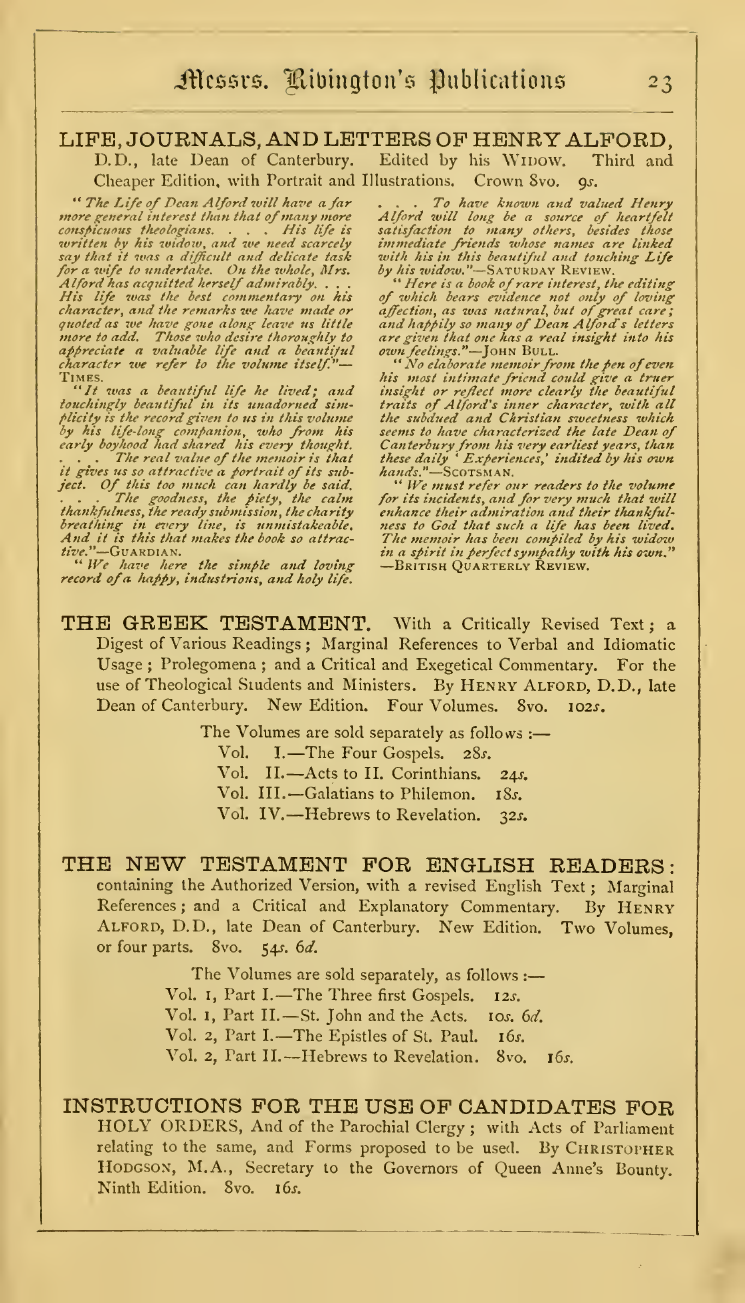 Messrs. Rivington's Publications 23
LIFE, JOURNALS, AND LETTERS OF HENRY ALFORD,
D.D., late Dean of Canterbury. Edited by his WIDOW. Third and
Cheaper Edition, with Portrait and Illustrations. Crown 8vo. 9s.
"The Life of Dean Alford will have a far
more general interest than that of many more
conspicuous theologians. . . . His life is
written by his widow, and we need scarcely
say that it was a difficult and delicate task
for a wife to undertake. On the whole, Mrs.
Alford has acquitted herself admirably. . . .
His life was the best commentary on his
character, and the remarks we have made or
quoted as we have gone along leave us little
more to add. Those who desire thoroughly to
appreciate a valuable life and a beautiful
character we refer to the volume itself."—
TIMES.
"It was a beautiful life he lived; and
touchingly beautiful in its unadorned sim-
plicity is the record given to us in this volume
by his life-long companion, who from his
early boyhood had shared his every thought.
. . . . The real value of the memoir is that
it gives us so attractive a portrait of its sub-
ject. Of this too much can hardly be said.
. . . . The goodness, the piety, the calm
thankfulness, the ready submission, the charity
breathing in every line, is unmistakeable.
And it is this that makes the book so attrac-
tive."—GUARDIAN.
"We have here the simple and loving
record of a happy, industrious, and holy life.
. . . . To have known and valued Henry
Alford will long be a source of heartfelt
satisfaction to many others, besides those
immediate friends whose names are linked
with his in this beautiful and touching Life
by his widow."—SATURDAY REVIEW.
"Here is a book of rare interest, the editing
of which bears evidence not only of loving
affection, as was natural, but of great care;
and happily so many of Dean Alford's letters
are given that one has a real insight into his
own feelings."—JOHN BULL.
"No elaborate memoir from the pen of even
his most intimate friend could give a truer
insight or reflect more clearly the beautiful
traits of Alford's inner character, with all
the subdued and Christian sweetness which
seems to have characterized the late Dean of
Canterbury from his very earliest years, than
these daily 'Experiences,' indited by his own
hands."—SCOTSMAN.
"We must refer our readers to the volume
for its incidents, and for very much that will
enhance their admiration and their thankful-
ness to God that such a life has been lived.
The memoir has been compiled by his widow
in a spirit in perfect sympathy with his own."
—BRITISH QUARTERLY REVIEW.
THE GREEK TESTAMENT. With a Critically Revised Text; a
Digest of Various Readings; Marginal References to Verbal and Idiomatic
Usage; Prolegomena; and a Critical and Exegetical Commentary. For the
use of Theological Students and Ministers. By HENRY ALFORD, D.D., late
Dean of Canterbury. New Edition. Four Volumes. 8vo. 102s.
The Volumes are sold separately as follows :—
Vol. I.—The Four Gospels. 28s.
Vol. II.—Acts to II. Corinthians. 24s.
Vol. III.—Galatians to Philemon. 18s.
Vol. IV.—Hebrews to Revelation. 32s.
THE NEW TESTAMENT FOR ENGLISH READERS:
containing the Authorized Version, with a revised English Text; Marginal
References; and a Critical and Explanatory Commentary. By HENRY
ALFORD, D.D., late Dean of Canterbury. New Edition. Two Volumes,
or four parts. 8vo. 54s. 6d.
The Volumes are sold separately, as follows :—
Vol. 1, Part I.—The Three first Gospels. 12s.
Vol. 1, Part II.—St. John and the Acts. 10s. 6d.
Vol. 2, Part I.—The Epistles of St. Paul. 16s.
Vol. 2, Part II.—Hebrews to Revelation. 8vo. 16s.
INSTRUCTIONS FOR THE USE OF CANDIDATES FOR
HOLY ORDERS, And of the Parochial Clergy; with Acts of Parliament
relating to the same, and Forms proposed to be used. By CHRISTOPHER
HODGSON, M.A., Secretary to the Governors of Queen Anne's Bounty.
Ninth Edition. 8vo. 16s.